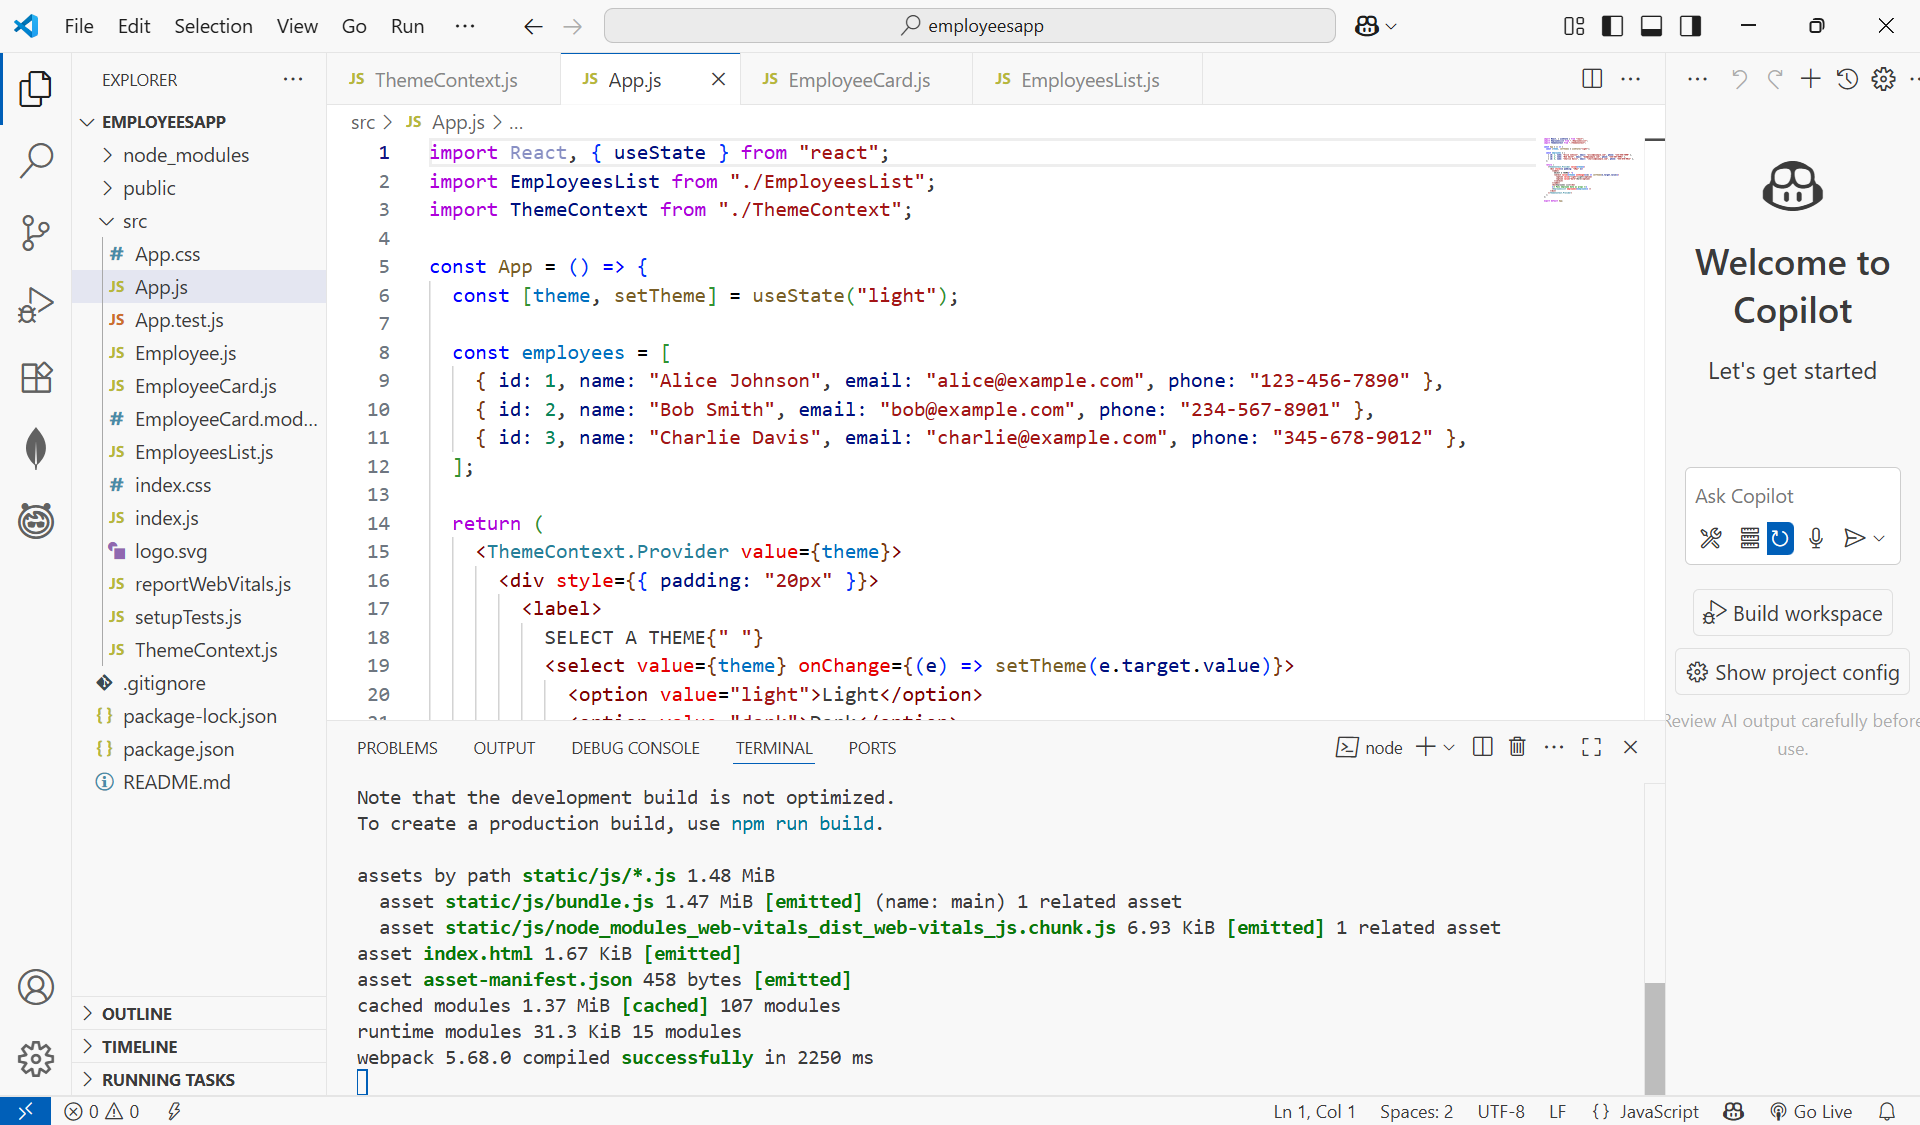 File Edit Selection View Go Run ··· employeesapp
EXPLORER ···
EMPLOYEESAPP
node_modules
public
src
# App.css
JS App.js
JS App.test.js
JS Employee.js
JS EmployeeCard.js
# EmployeeCard.mod...
JS EmployeesList.js
# index.css
JS index.js
logo.svg
JS reportWebVitals.js
JS setupTests.js
JS ThemeContext.js
.gitignore
{} package-lock.json
{} package.json
README.md
OUTLINE
TIMELINE
RUNNING TASKS
JS ThemeContext.js JS App.js JS EmployeeCard.js JS EmployeesList.js
src > JS App.js > ...
1 import React, { useState } from "react";
2 import EmployeesList from "./EmployeesList";
3 import ThemeContext from "./ThemeContext";
4
5 const App = () => {
6 const [theme, setTheme] = useState("light");
7
8 const employees = [
9 { id: 1, name: "Alice Johnson", email: "alice@example.com", phone: "123-456-7890" },
10 { id: 2, name: "Bob Smith", email: "bob@example.com", phone: "234-567-8901" },
11 { id: 3, name: "Charlie Davis", email: "charlie@example.com", phone: "345-678-9012" },
12 ];
13
14 return (
15 <ThemeContext.Provider value={theme}>
16 <div style={{ padding: "20px" }}>
17 <label>
18 SELECT A THEME{" "}
19 <select value={theme} onChange={(e) => setTheme(e.target.value)}>
20 <option value="light">Light</option>
21 <option value="dark">Dark</option>
PROBLEMS OUTPUT DEBUG CONSOLE TERMINAL PORTS node
Note that the development build is not optimized.
To create a production build, use npm run build.
assets by path static/js/*.js 1.48 MiB
asset static/js/bundle.js 1.47 MiB [emitted] (name: main) 1 related asset
asset static/js/node_modules_web-vitals_dist_web-vitals_js.chunk.js 6.93 KiB [emitted] 1 related asset
asset index.html 1.67 KiB [emitted]
asset asset-manifest.json 458 bytes [emitted]
cached modules 1.37 MiB [cached] 107 modules
runtime modules 31.3 KiB 15 modules
webpack 5.68.0 compiled successfully in 2250 ms
Welcome to
Copilot
Let's get started
Ask Copilot
Build workspace
Show project config
Review AI output carefully before
use.
0 0 Ln 1, Col 1 Spaces: 2 UTF-8 LF {} JavaScript Go Live